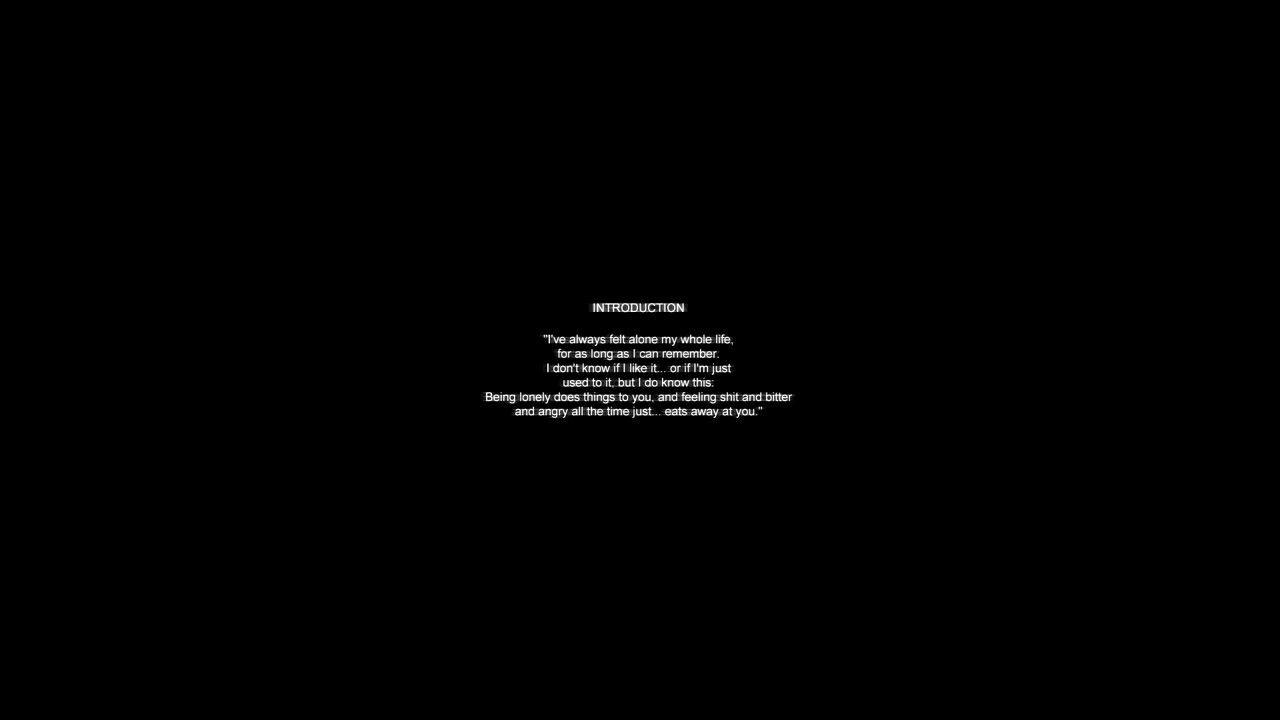 INTRODUCTION
"I've always felt alone my whole life,
for as long as I can remember.
I don't know if I like it... or if I'm just
used to it, but I do know this:
Being lonely does things to you, and feeling shit and bitter
and angry all the time just... eats away at you."